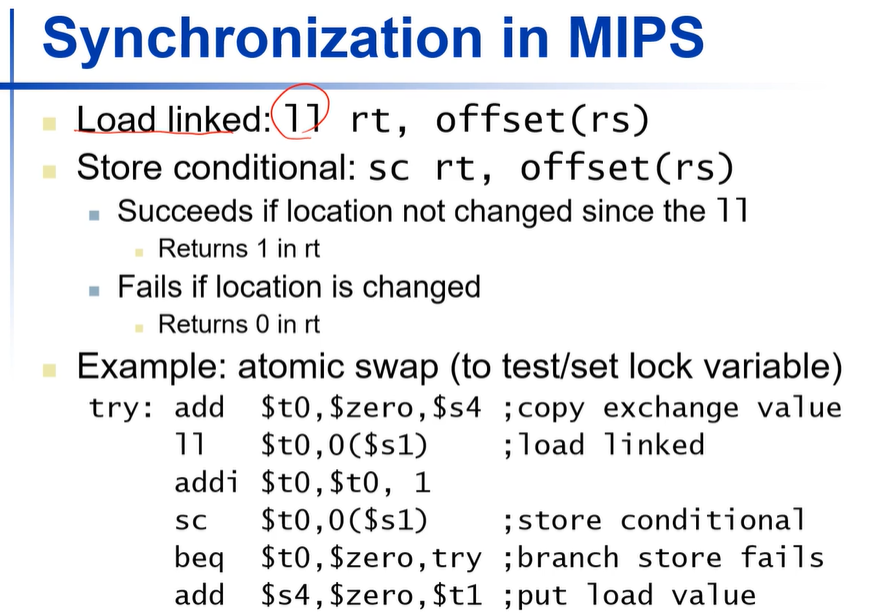 Synchronization in MIPS
Load linked: ll rt, offset(rs)
Store conditional: sc rt, offset(rs)
Succeeds if location not changed since the ll
Returns 1 in rt
Fails if location is changed
Returns 0 in rt
Example: atomic swap (to test/set lock variable)
try: add $t0,$zero,$s4 ;copy exchange value
ll $t0,0($s1) ;load linked
addi $t0,$t0, 1
sc $t0,0($s1) ;store conditional
beq $t0,$zero,try ;branch store fails
add $s4,$zero,$t1 ;put load value